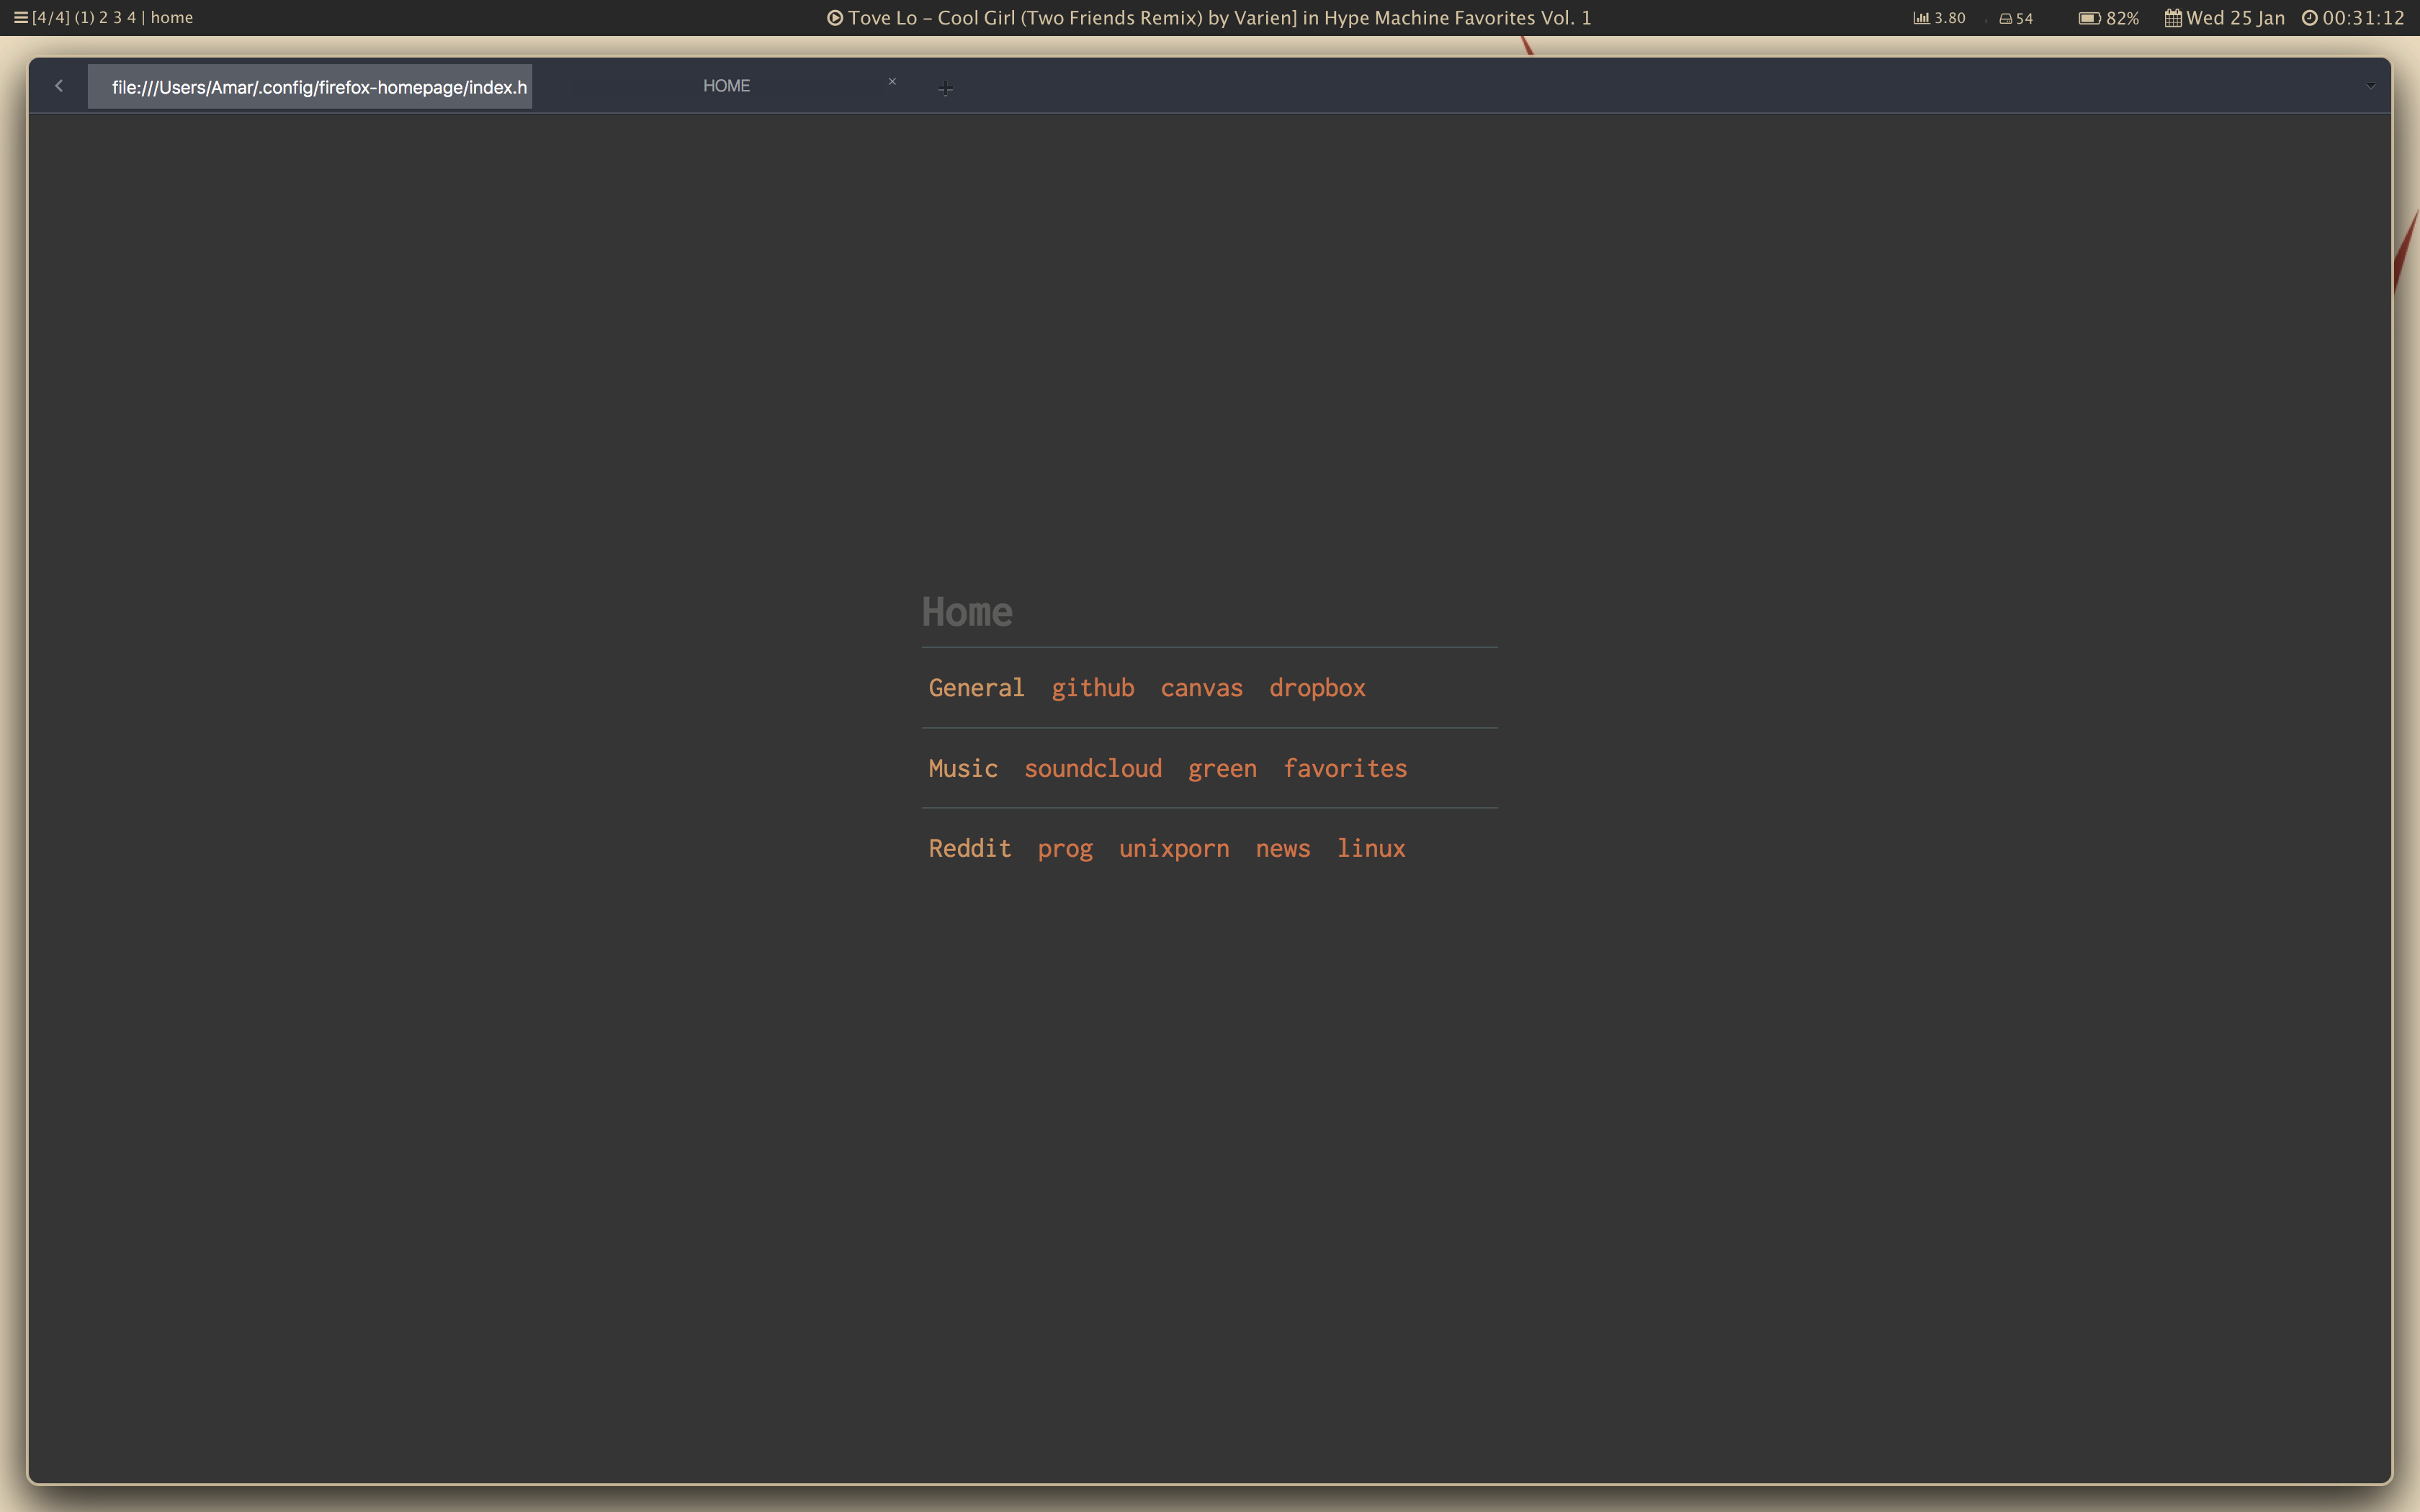 [4/4] (1) 2 3 4 | home
Tove Lo – Cool Girl (Two Friends Remix) by Varien] in Hype Machine Favorites Vol. 1
3.80
54
82%
Wed 25 Jan
00:31:12
file:///Users/Amar/.config/firefox-homepage/index.h
HOME
Home
General github canvas dropbox
Music soundcloud green favorites
Reddit prog unixporn news linux